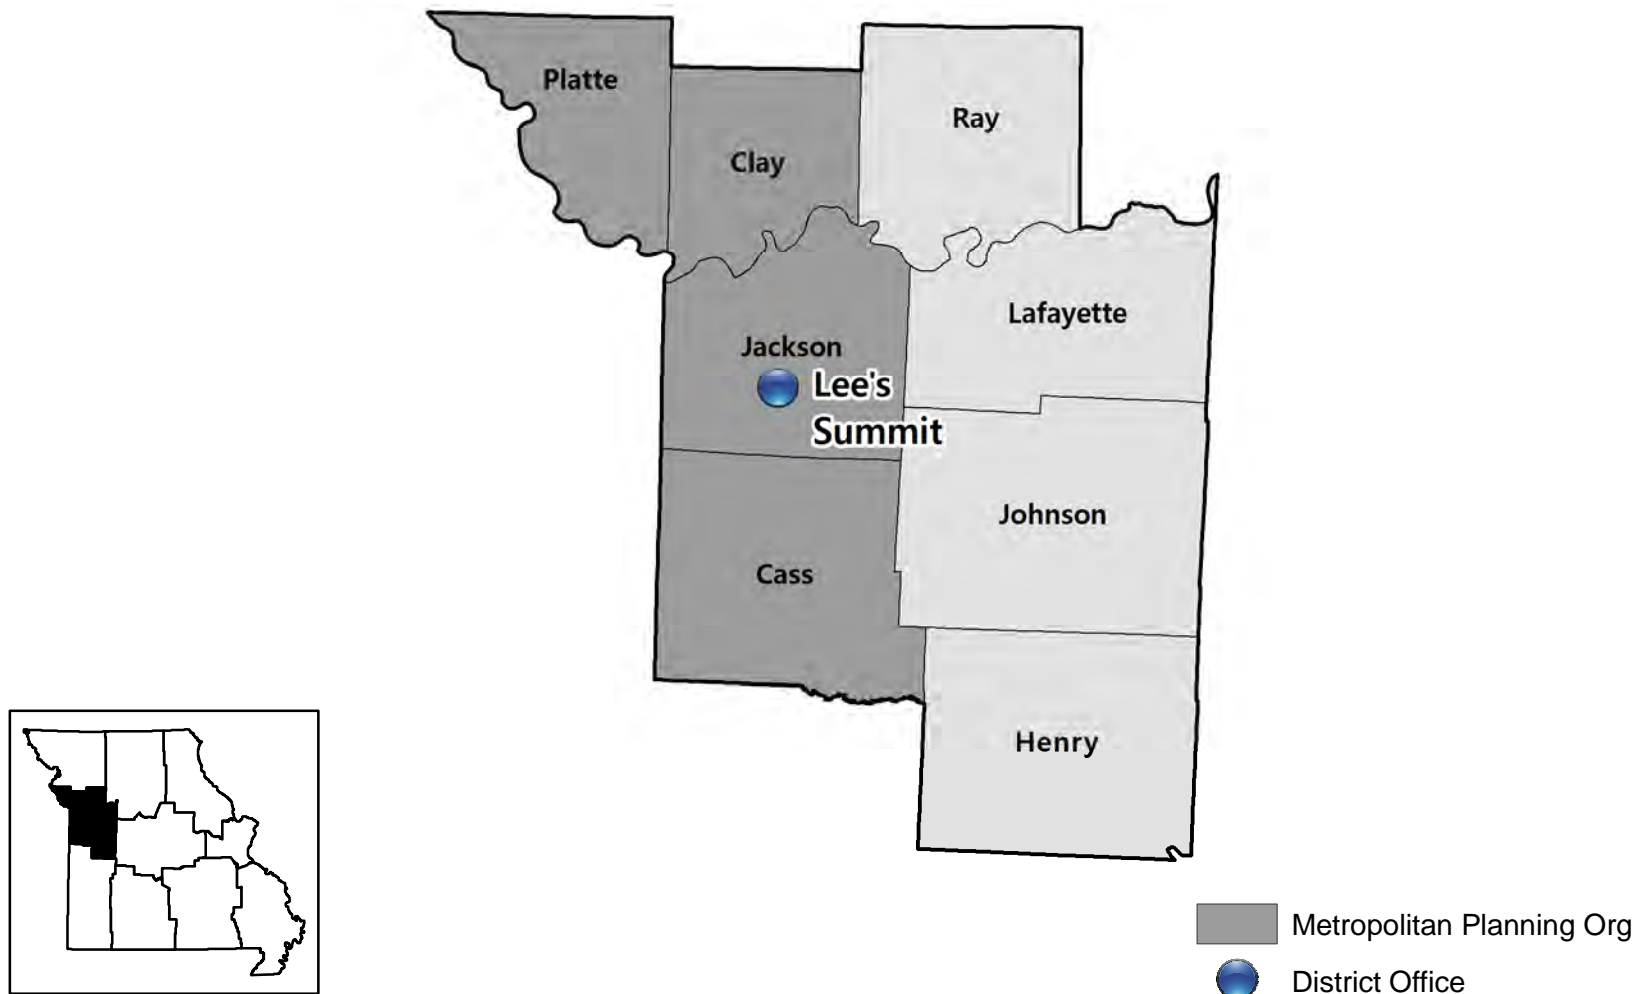 Platte
Ray
Clay
Lafayette
Jackson
Lee's
Summit
Johnson
Cass
Henry
Metropolitan Planning Org
District Office